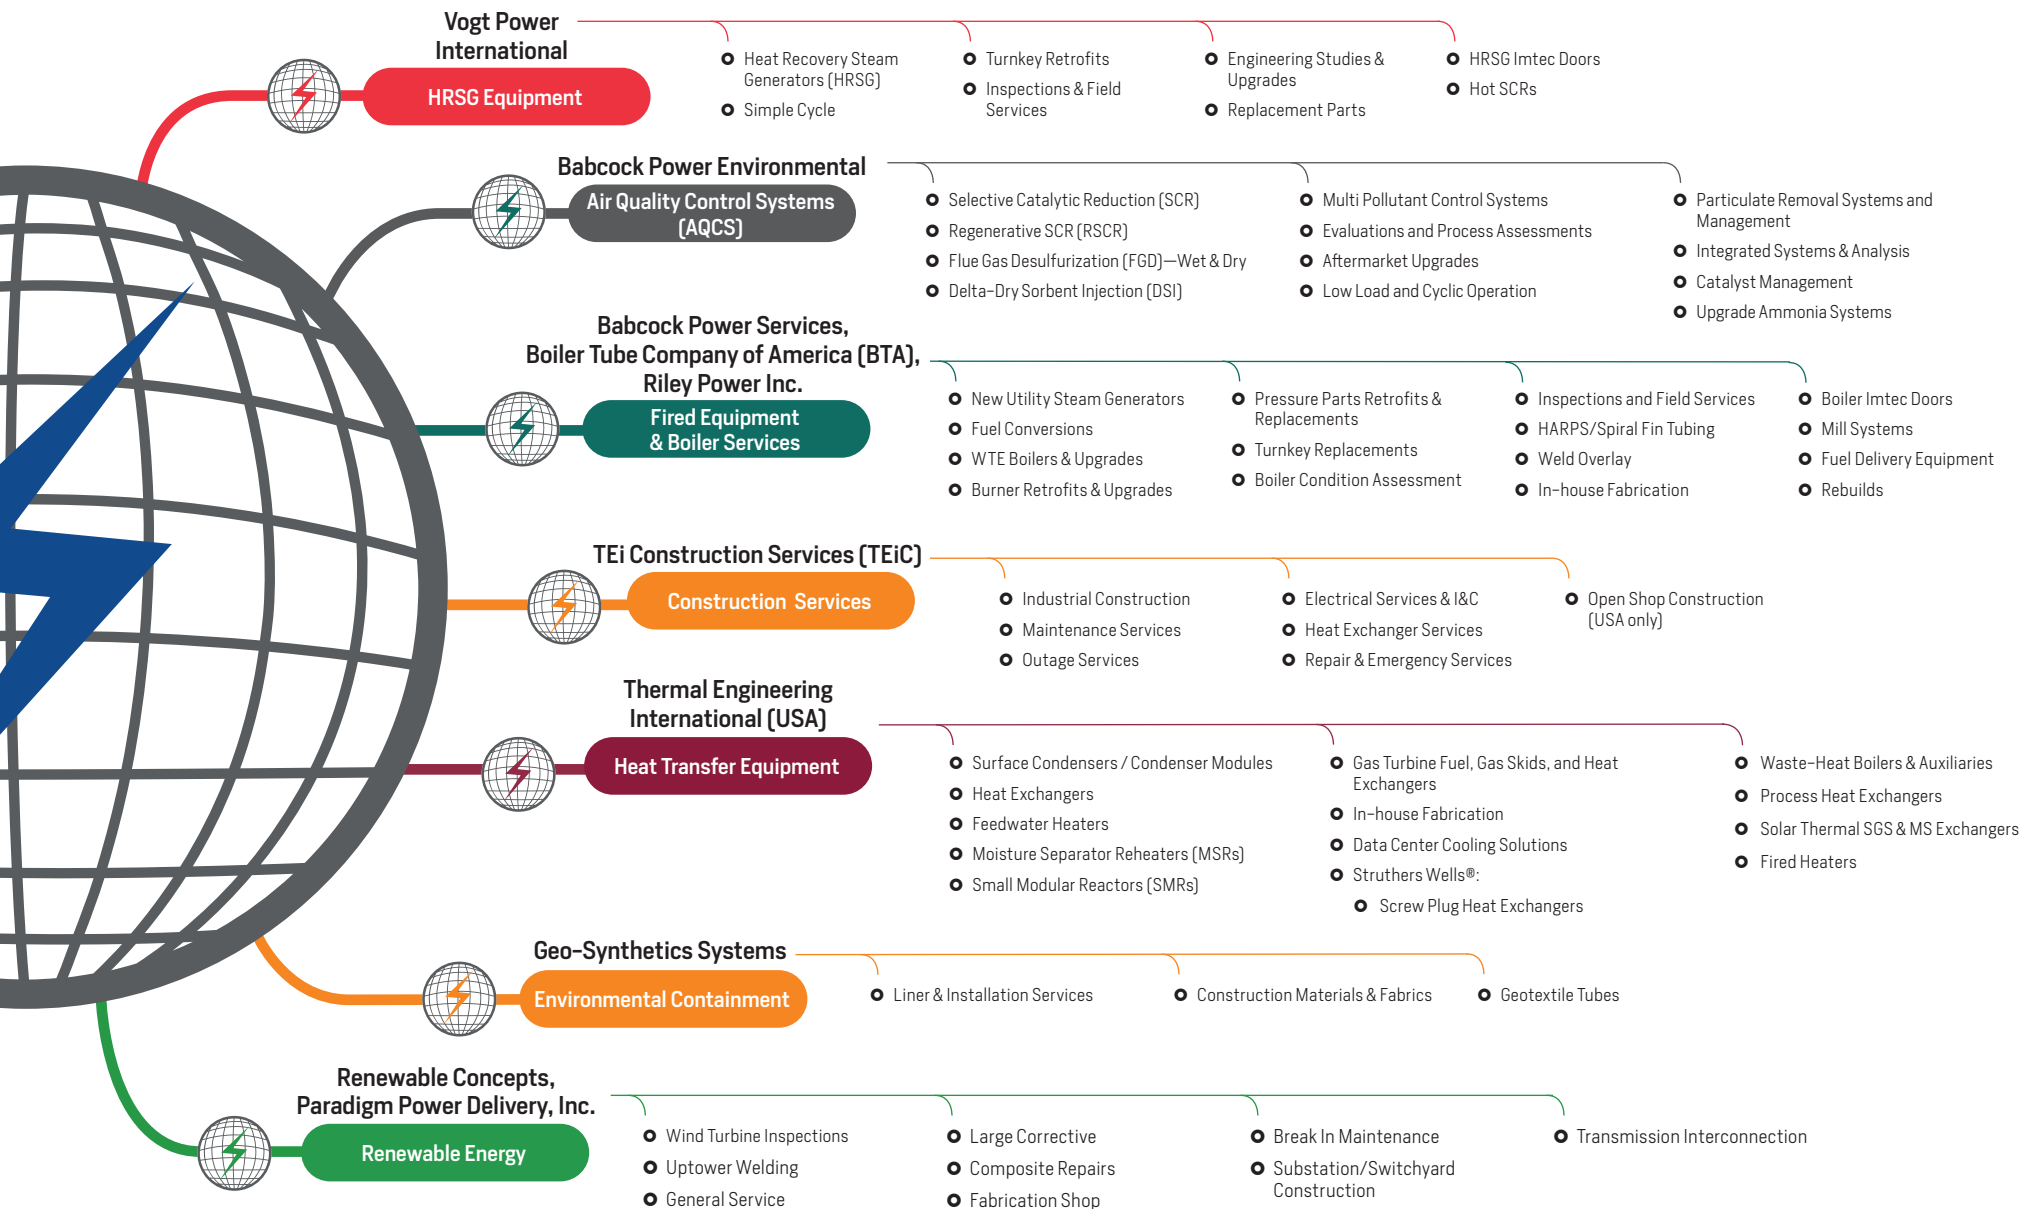 Vogt Power
International
HRSG Equipment
Heat Recovery Steam
Generators (HRSG)
Simple Cycle
Turnkey Retrofits
Inspections & Field
Services
Engineering Studies &
Upgrades
Replacement Parts
HRSG Imtec Doors
Hot SCRs
Babcock Power Environmental
Air Quality Control Systems
(AQCS)
Selective Catalytic Reduction (SCR)
Regenerative SCR (RSCR)
Flue Gas Desulfurization (FGD)—Wet & Dry
Delta-Dry Sorbent Injection (DSI)
Multi Pollutant Control Systems
Evaluations and Process Assessments
Aftermarket Upgrades
Low Load and Cyclic Operation
Particulate Removal Systems and
Management
Integrated Systems & Analysis
Catalyst Management
Upgrade Ammonia Systems
Babcock Power Services,
Boiler Tube Company of America (BTA),
Riley Power Inc.
Fired Equipment
& Boiler Services
New Utility Steam Generators
Fuel Conversions
WTE Boilers & Upgrades
Burner Retrofits & Upgrades
Pressure Parts Retrofits &
Replacements
Turnkey Replacements
Boiler Condition Assessment
Inspections and Field Services
HARPS/Spiral Fin Tubing
Weld Overlay
In-house Fabrication
Boiler Imtec Doors
Mill Systems
Fuel Delivery Equipment
Rebuilds
TEi Construction Services (TEiC)
Construction Services
Industrial Construction
Maintenance Services
Outage Services
Electrical Services & I&C
Heat Exchanger Services
Repair & Emergency Services
Open Shop Construction
(USA only)
Thermal Engineering
International (USA)
Heat Transfer Equipment
Surface Condensers / Condenser Modules
Heat Exchangers
Feedwater Heaters
Moisture Separator Reheaters (MSRs)
Small Modular Reactors (SMRs)
Gas Turbine Fuel, Gas Skids, and Heat
Exchangers
In-house Fabrication
Data Center Cooling Solutions
Struthers Wells®:
Screw Plug Heat Exchangers
Waste-Heat Boilers & Auxiliaries
Process Heat Exchangers
Solar Thermal SGS & MS Exchangers
Fired Heaters
Geo-Synthetics Systems
Environmental Containment
Liner & Installation Services
Construction Materials & Fabrics
Geotextile Tubes
Renewable Concepts,
Paradigm Power Delivery, Inc.
Renewable Energy
Wind Turbine Inspections
Uptower Welding
General Service
Large Corrective
Composite Repairs
Fabrication Shop
Break In Maintenance
Substation/Switchyard
Construction
Transmission Interconnection